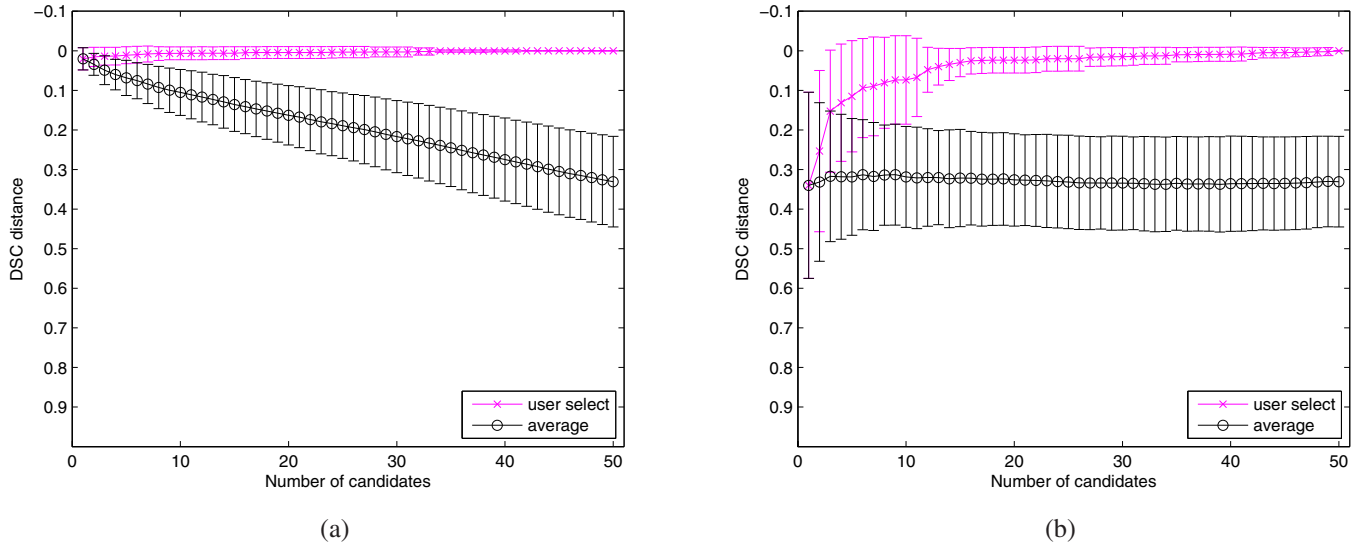 −0.1
0
0.1
0.2
0.3
0.4
0.5
0.6
0.7
0.8
0.9
DSC distance
0 10 20 30 40 50
Number of candidates
user select
average
(a)
−0.1
0
0.1
0.2
0.3
0.4
0.5
0.6
0.7
0.8
0.9
DSC distance
0 10 20 30 40 50
Number of candidates
user select
average
(b)